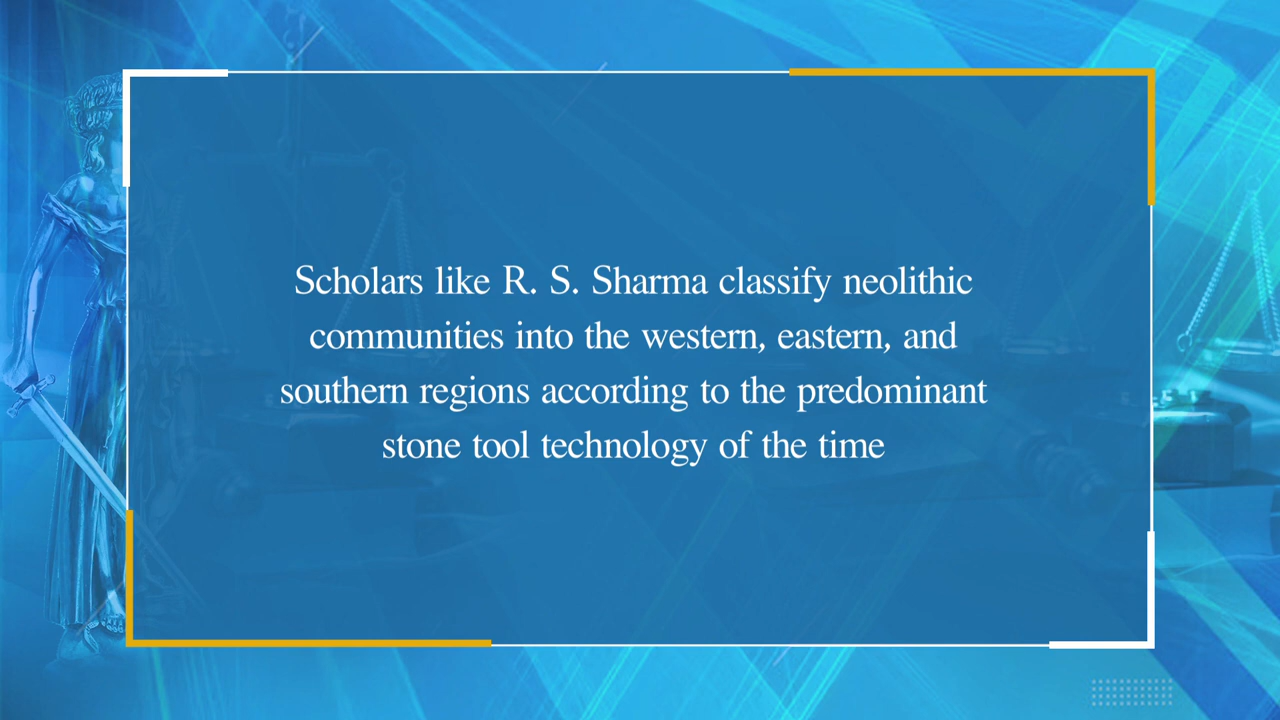 Scholars like R. S. Sharma classify neolithic
communities into the western, eastern, and
southern regions according to the predominant
stone tool technology of the time